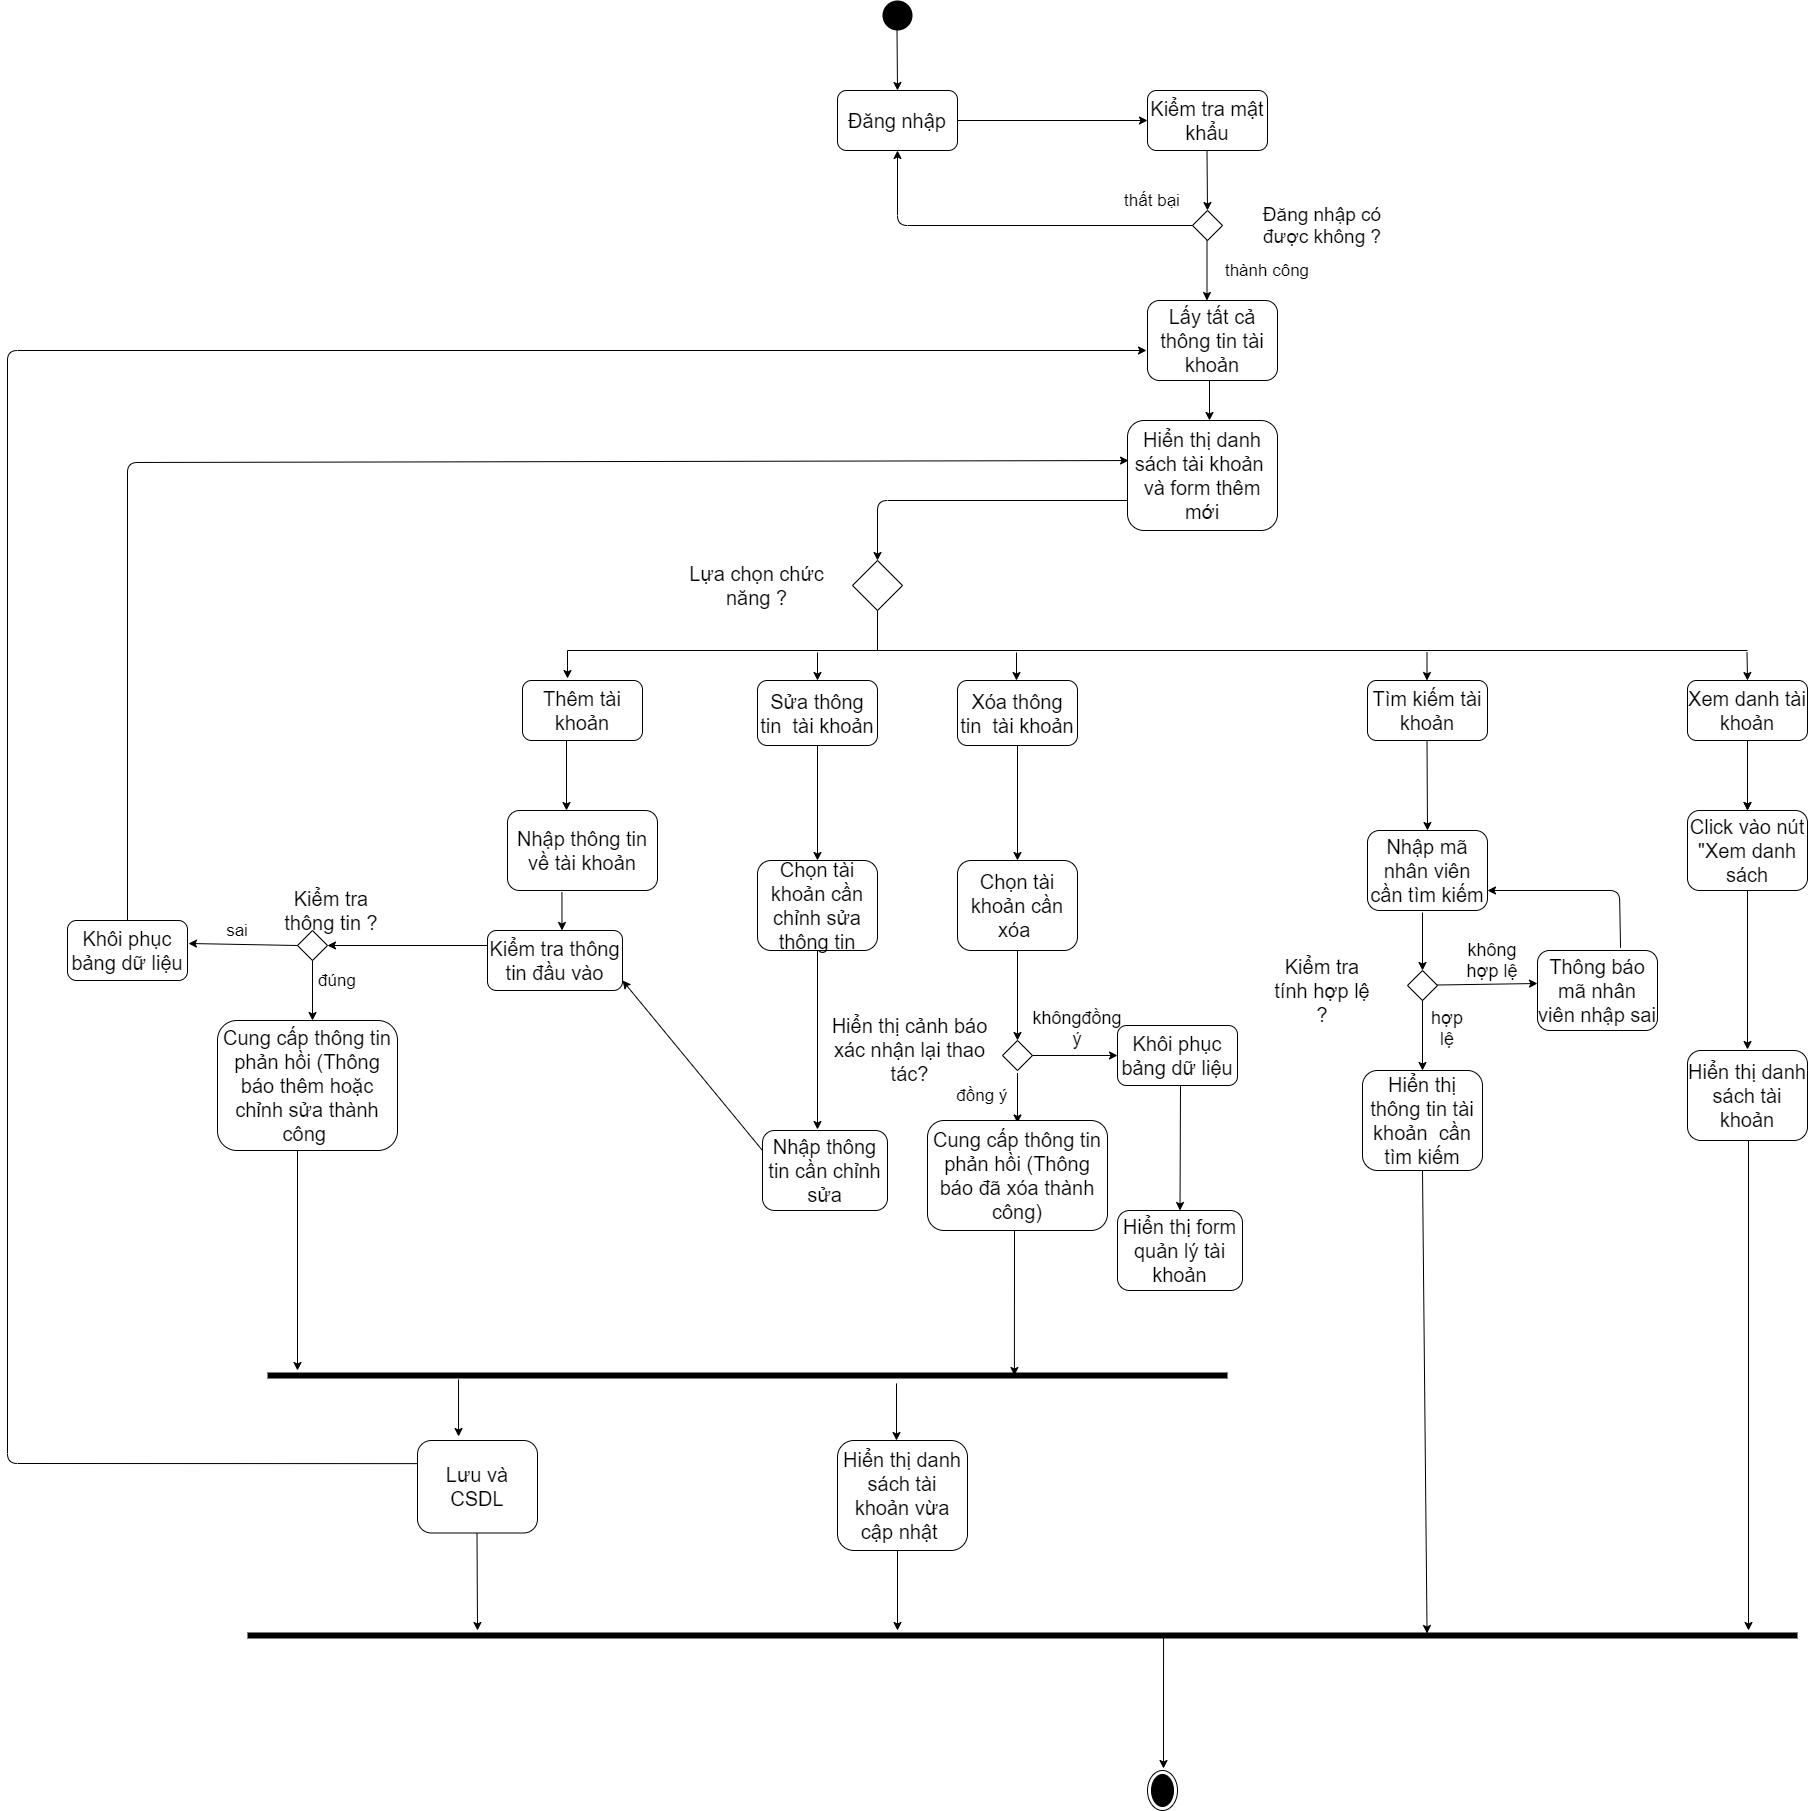 Đăng nhập
Kiểm tra mật
khẩu
thất bại
Đăng nhập có
được không ?
thành công
Lấy tất cả
thông tin tài
khoản
Hiển thị danh
sách tài khoản
và form thêm
mới
Lựa chọn chức
năng ?
Thêm tài
khoản
Sửa thông
tin tài khoản
Xóa thông
tin tài khoản
Tìm kiếm tài
khoản
Xem danh tài
khoản
Nhập thông tin
về tài khoản
Chọn tài
khoản cần
chỉnh sửa
thông tin
Chọn tài
khoản cần
xóa
Nhập mã
nhân viên
cần tìm kiếm
Click vào nút
"Xem danh
sách
Kiểm tra
thông tin ?
sai
Khôi phục
bảng dữ liệu
đúng
Kiểm tra thông
tin đầu vào
không
hợp lệ
Thông báo
mã nhân
viên nhập sai
Kiểm tra
tính hợp lệ
?
hợp
lệ
Cung cấp thông tin
phản hồi (Thông
báo thêm hoặc
chỉnh sửa thành
công
Hiển thị cảnh báo
xác nhận lại thao
tác?
khôngđồng
ý
Khôi phục
bảng dữ liệu
đồng ý
Hiển thị
thông tin tài
khoản cần
tìm kiếm
Hiển thị danh
sách tài
khoản
Nhập thông
tin cần chỉnh
sửa
Cung cấp thông tin
phản hồi (Thông
báo đã xóa thành
công)
Hiển thị form
quản lý tài
khoản
Lưu và
CSDL
Hiển thị danh
sách tài
khoản vừa
cập nhật